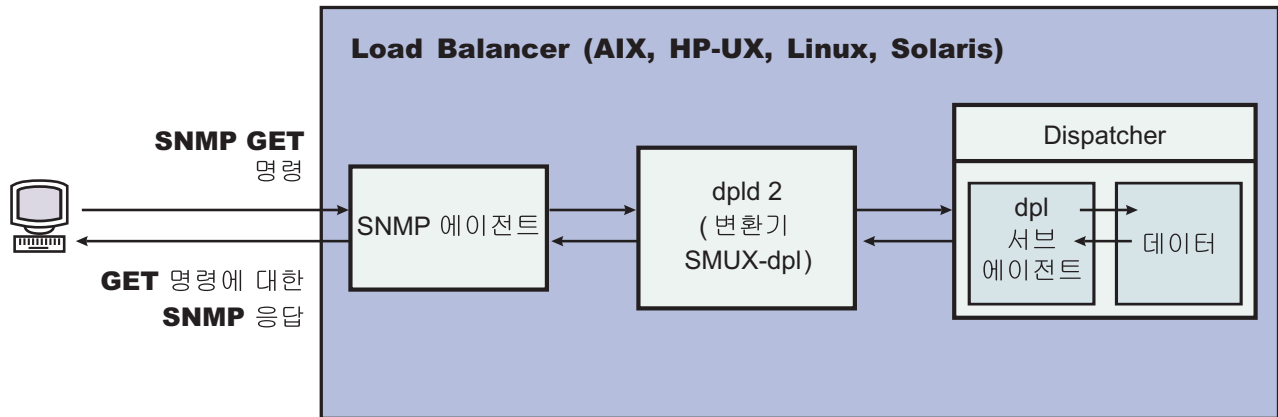 Load Balancer (AIX, HP-UX, Linux, Solaris)
SNMP GET
명령
GET 명령에 대한
SNMP 응답
SNMP 에이전트
dpld 2
( 변환기
SMUX-dpl)
Dispatcher
dpl
서브
에이전트
데이터